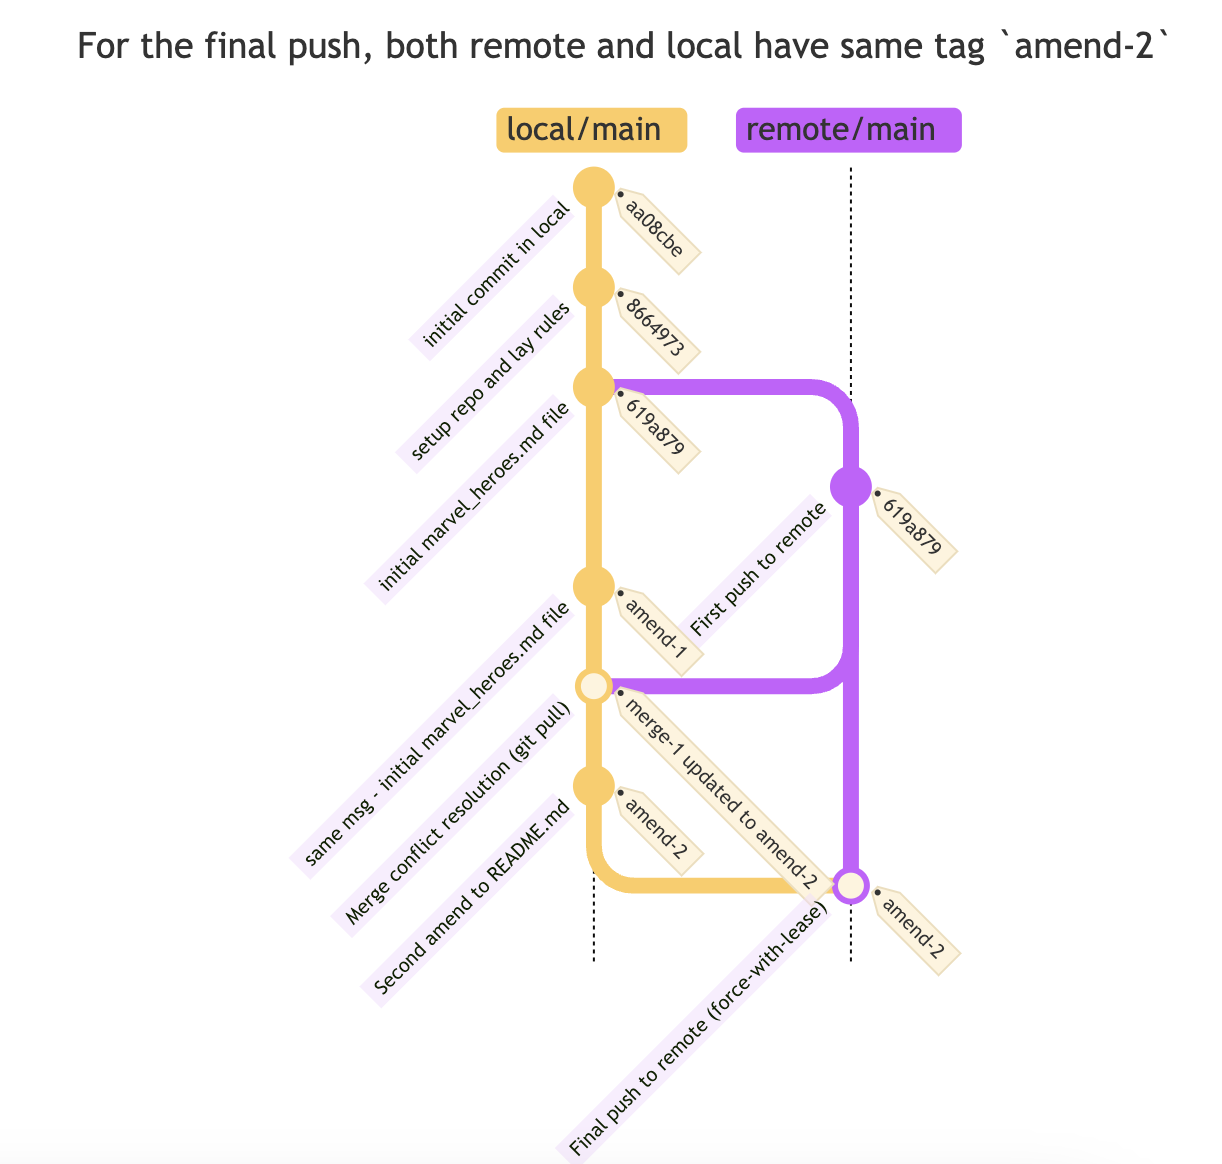 For the final push, both remote and local have same tag `amend-2`
local/main
remote/main
initial commit in local
aa08cbe
setup repo and lay rules
8664973
initial marvel_heroes.md file
619a879
First push to remote
619a879
same msg - initial marvel_heroes.md file
amend-1
Merge conflict resolution (git pull)
merge-1 updated to amend-2
Second amend to README.md
amend-2
Final push to remote (force-with-lease)
amend-2